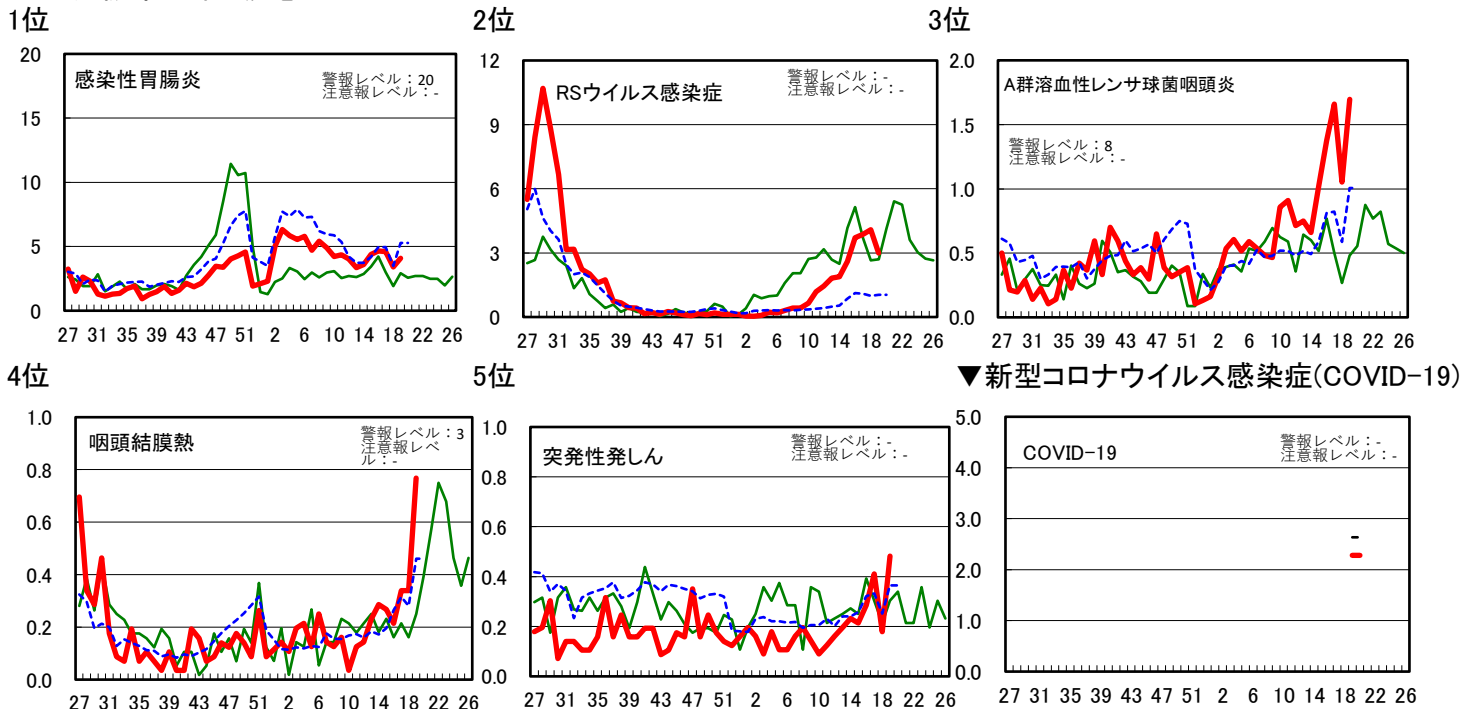 1位
20
15
10
5
0
感染性胃腸炎
警報レベル：20
注意報レベル：-
27 31 35 39 43 47 51 2 6 10 14 18 22 26
2位
12
9
6
3
0
RSウイルス感染症
警報レベル：-
注意報レベル：-
27 31 35 39 43 47 51 2 6 10 14 18 22 26
3位
2.0
1.5
1.0
0.5
0.0
A群溶血性レンサ球菌咽頭炎
警報レベル：8
注意報レベル：-
27 31 35 39 43 47 51 2 6 10 14 18 22 26
4位
1.0
0.8
0.6
0.4
0.2
0.0
咽頭結膜熱
警報レベル：3
注意報レベ
ル：-
27 31 35 39 43 47 51 2 6 10 14 18 22 26
5位
1.0
0.8
0.6
0.4
0.2
0.0
突発性発しん
警報レベル：-
注意報レベル：-
27 31 35 39 43 47 51 2 6 10 14 18 22 26
▼新型コロナウイルス感染症(COVID-19)
5.0
4.0
3.0
2.0
1.0
0.0
COVID-19
警報レベル：-
注意報レベル：-
27 31 35 39 43 47 51 2 6 10 14 18 22 26